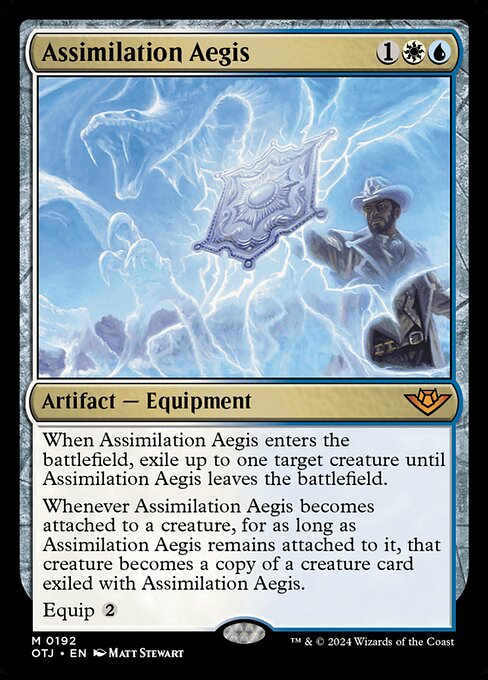 Assimilation Aegis 1
Artifact — Equipment
When Assimilation Aegis enters the
battlefield, exile up to one target creature until
Assimilation Aegis leaves the battlefield.
Whenever Assimilation Aegis becomes
attached to a creature, for as long as
Assimilation Aegis remains attached to it, that
creature becomes a copy of a creature card
exiled with Assimilation Aegis.
Equip 2
M 0192
OTJ • EN Matt Stewart
™ & © 2024 Wizards of the Coast